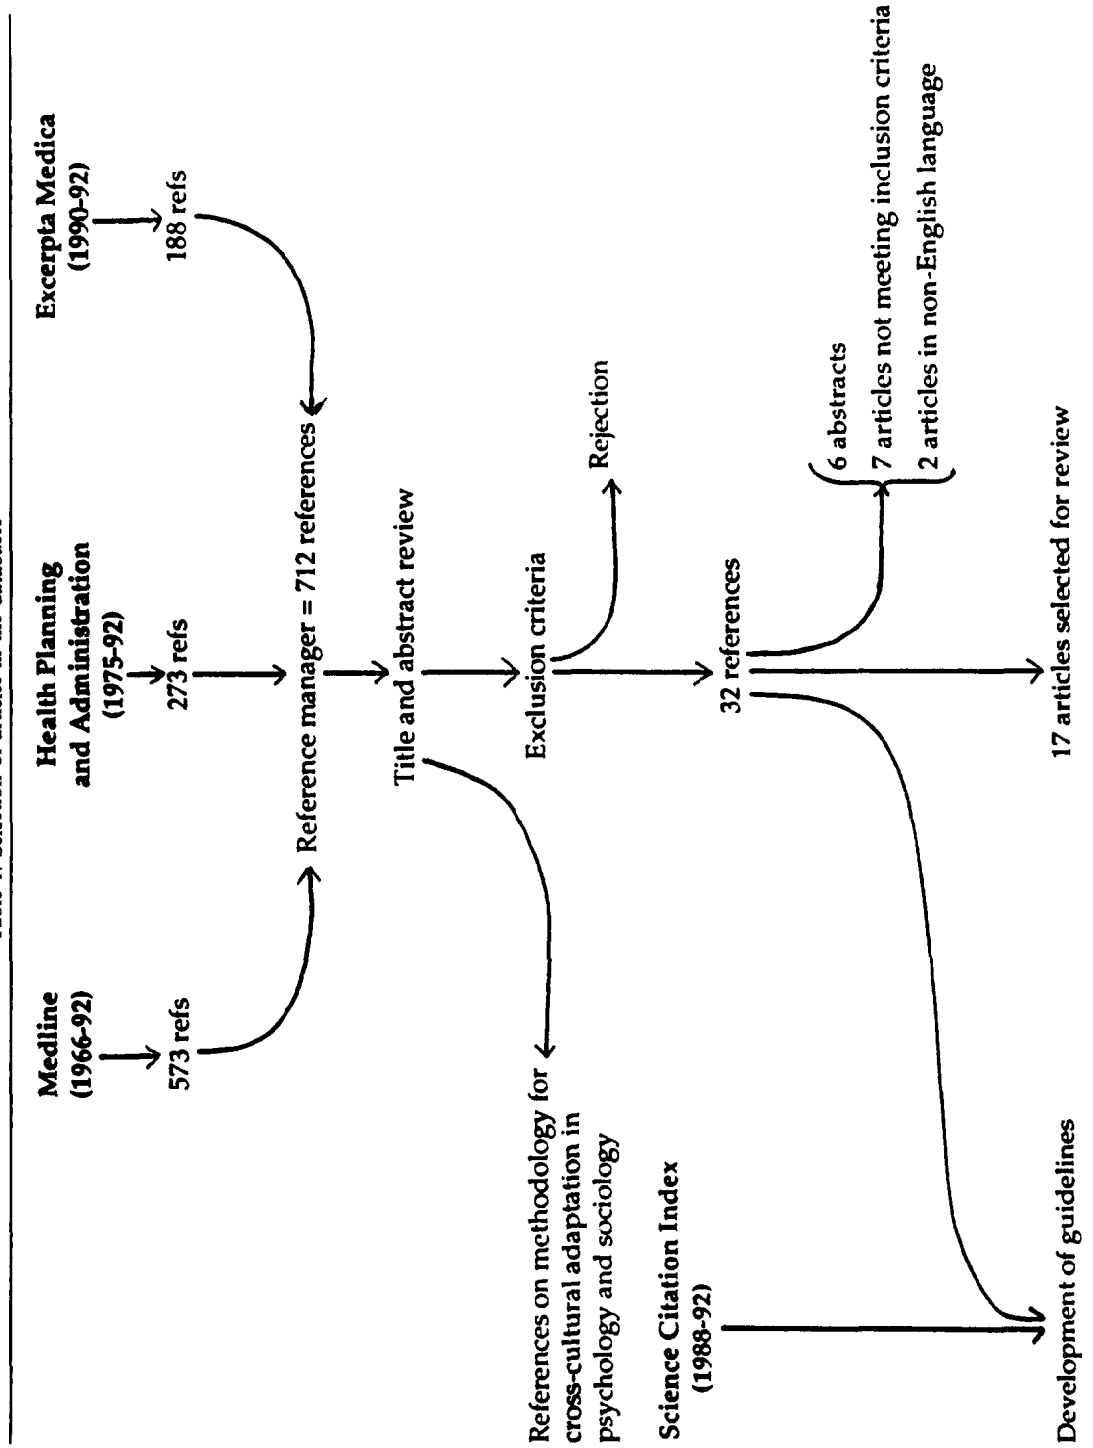 Medline
(1966-92)
573 refs
Health Planning
and Administration
(1975-92)
273 refs
Excerpta Medica
(1990-92)
188 refs
Reference manager = 712 references
Title and abstract review
References on methodology for
cross-cultural adaptation in
psychology and sociology
Exclusion criteria
Rejection
Science Citation Index
(1988-92)
32 references
6 abstracts
7 articles not meeting inclusion criteria
2 articles in non-English language
Development of guidelines
17 articles selected for review